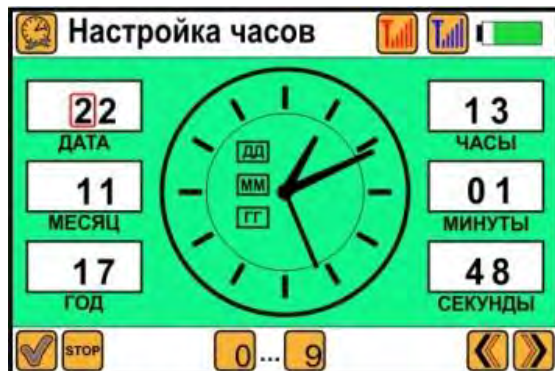 Настройка часов
22
ДАТА
11
МЕСЯЦ
17
ГОД
ДД
ММ
ГГ
13
ЧАСЫ
01
МИНУТЫ
48
СЕКУНДЫ
STOP
0 ... 9